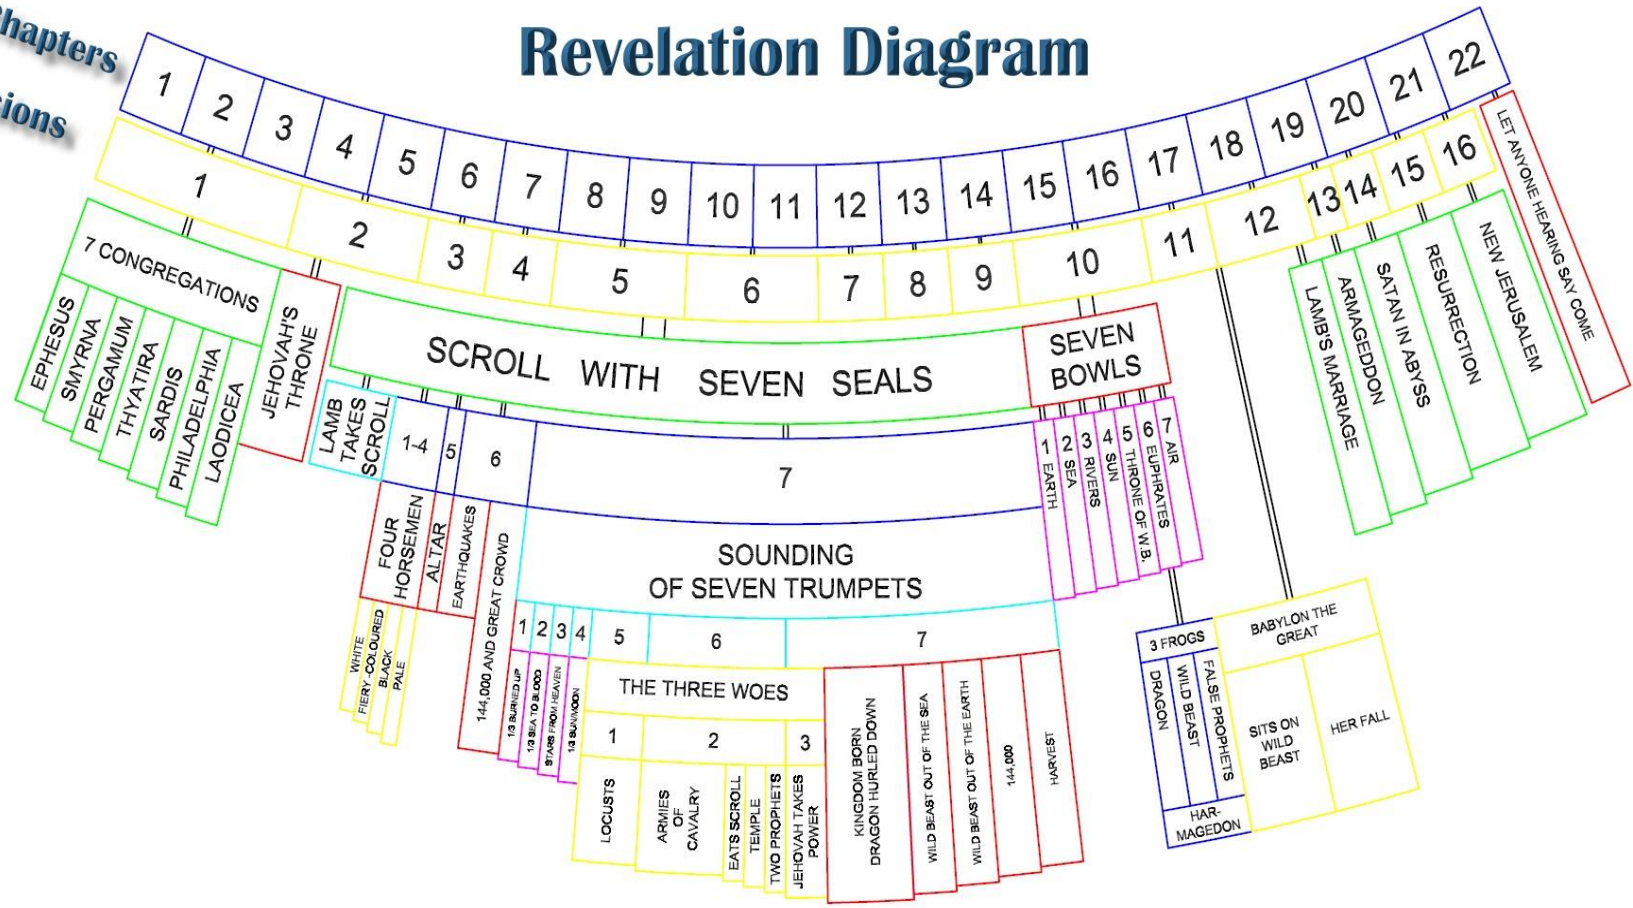 Revelation Diagram
hapters
1 2 3 4 5 6 7 8 9 10 11 12 13 14 15 16 17 18 19 20 21 22
ions
1 2 3 4 5 6 7 8 9 10 11 12 13 14 15 16
LET ANYONE HEARING SAY COME
7 CONGREGATIONS
EPHESUS
SMYRNA
PERGAMUM
THYATIRA
SARDIS
PHILADELPHIA
LAODICEA
JEHOVAH'S
THRONE
SCROLL WITH SEVEN SEALS
LAMB
TAKES
SCROLL
1-4
5
6
7
FOUR
HORSEMEN
ALTAR
EARTHQUAKES
144,000 AND GREAT CROWD
WHITE
FIERY -COLOURED
BLACK
PALE
SOUNDING
OF SEVEN TRUMPETS
1 2 3 4 5 6 7
1/3 BURNED UP
1/3 SEA TO BLOOD
STARS FROM HEAVEN
1/3 SUN/MOON
THE THREE WOES
1 2 3
LOCUSTS
ARMIES
OF
CAVALRY
EATS SCROLL
TEMPLE
TWO PROPHETS
JEHOVAH TAKES
POWER
KINGDOM BORN
DRAGON HURLED DOWN
WILD BEAST OUT OF THE SEA
WILD BEAST OUT OF THE EARTH
144,000
HARVEST
SEVEN
BOWLS
1 EARTH
2 SEA
3 RIVERS
4 SUN
5 THRONE OF W.B.
6 EUPHRATES
7 AIR
3 FROGS
DRAGON
WILD BEAST
FALSE PROPHETS
HAR-
MAGEDON
BABYLON THE
GREAT
SITS ON
WILD
BEAST
HER FALL
LAMB'S MARRIAGE
ARMAGEDDON
SATAN IN ABYSS
RESURRECTION
NEW JERUSALEM